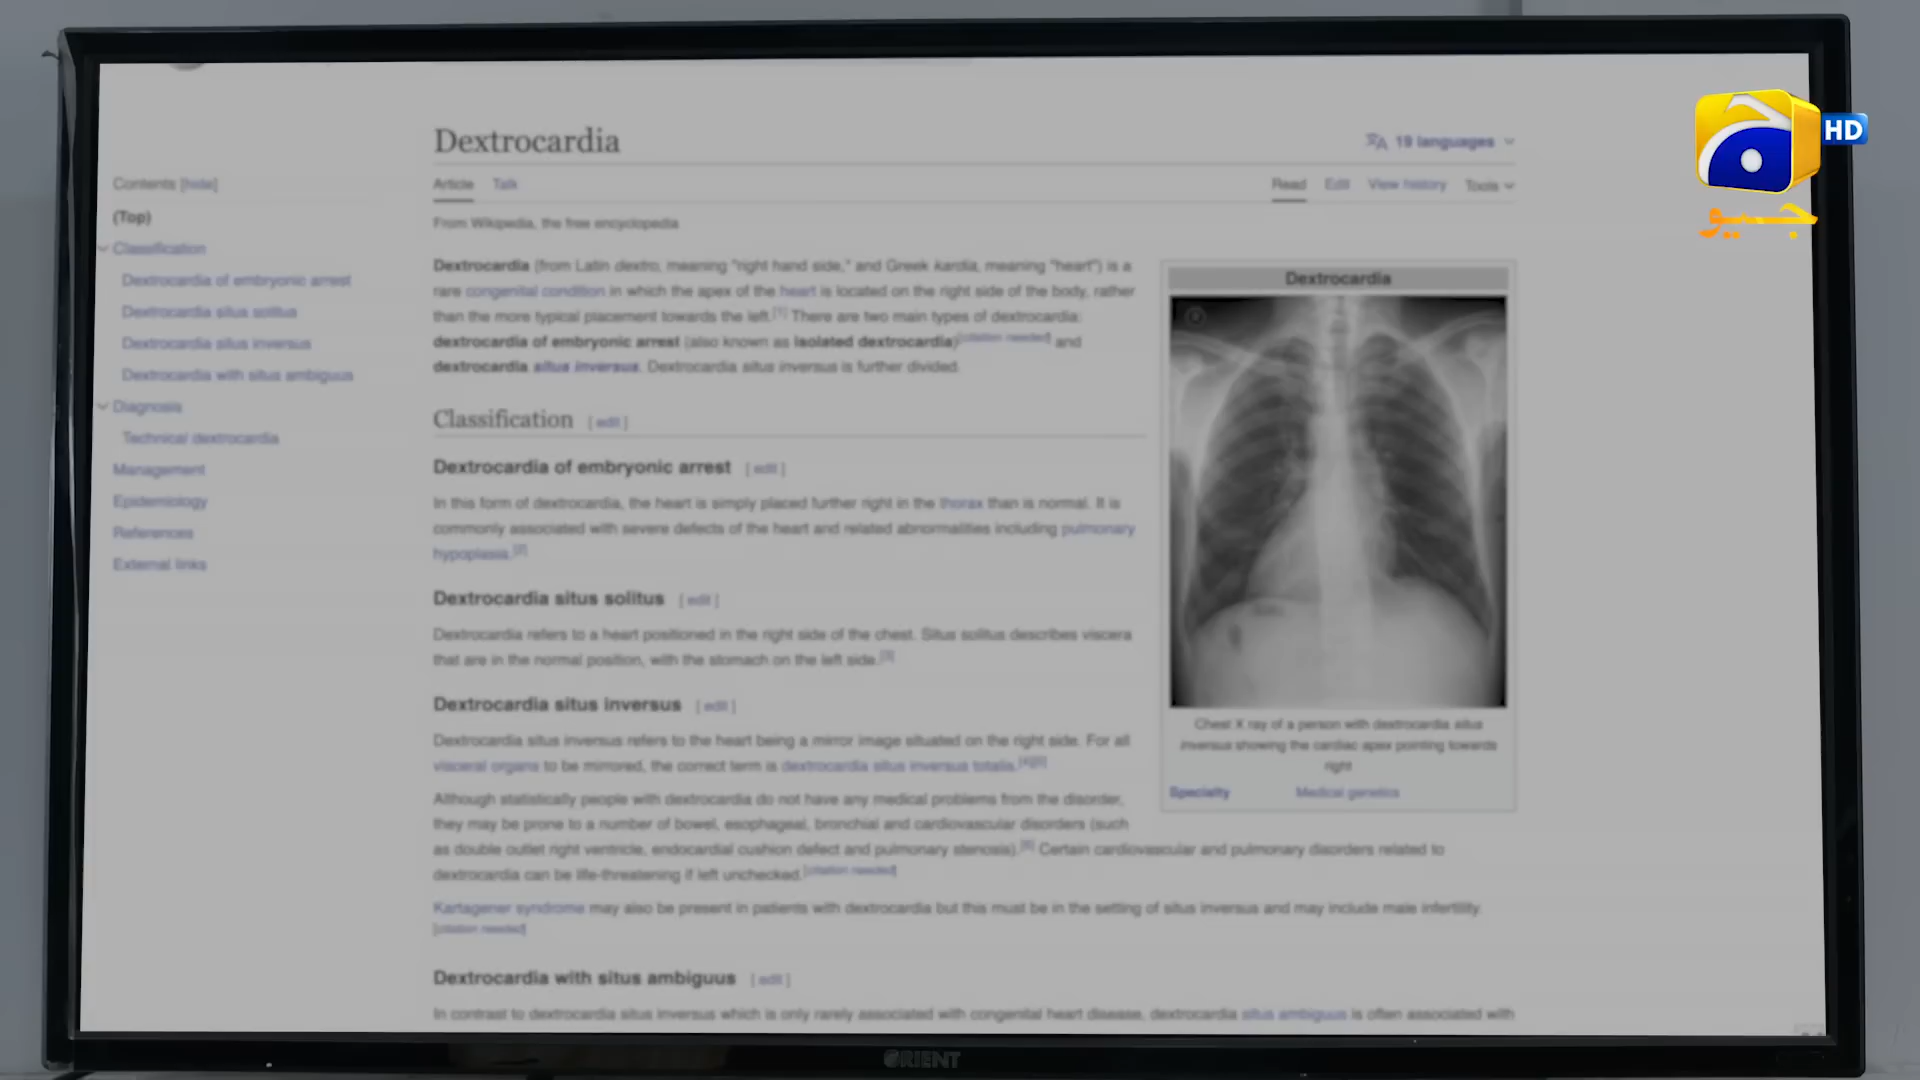 HD
جیو
Dextrocardia
19 languages
Contents [hide]
(Top)
Classification
Dextrocardia of embryonic arrest
Dextrocardia situs solitus
Dextrocardia situs inversus
Dextrocardia with situs ambiguus
Diagnosis
Technical dextrocardia
Management
Epidemiology
References
External links
Article Talk
Read Edit View history Tools
From Wikipedia, the free encyclopedia
Dextrocardia (from Latin dextro, meaning "right hand side," and Greek kardia, meaning "heart") is a
rare congenital condition in which the apex of the heart is located on the right side of the body, rather
than the more typical placement towards the left.[1] There are two main types of dextrocardia:
dextrocardia of embryonic arrest (also known as isolated dextrocardia)[citation needed] and
dextrocardia situs inversus. Dextrocardia situs inversus is further divided.
Classification [ edit ]
Dextrocardia of embryonic arrest [ edit ]
In this form of dextrocardia, the heart is simply placed further right in the thorax than is normal. It is
commonly associated with severe defects of the heart and related abnormalities including pulmonary
hypoplasia.[2]
Dextrocardia situs solitus [ edit ]
Dextrocardia refers to a heart positioned in the right side of the chest. Situs solitus describes viscera
that are in the normal position, with the stomach on the left side.[3]
Dextrocardia situs inversus [ edit ]
Dextrocardia situs inversus refers to the heart being a mirror image situated on the right side. For all
visceral organs to be mirrored, the correct term is dextrocardia situs inversus totalis.[4][5]
Although statistically people with dextrocardia do not have any medical problems from the disorder,
they may be prone to a number of bowel, esophageal, bronchial and cardiovascular disorders (such
as double outlet right ventricle, endocardial cushion defect and pulmonary stenosis).[6] Certain cardiovascular and pulmonary disorders related to
dextrocardia can be life-threatening if left unchecked.[citation needed]
Kartagener syndrome may also be present in patients with dextrocardia but this must be in the setting of situs inversus and may include male infertility.
[citation needed]
Dextrocardia with situs ambiguus [ edit ]
In contrast to dextrocardia situs inversus which is only rarely associated with congenital heart disease, dextrocardia situs ambiguus is often associated with
Dextrocardia
Chest X ray of a person with dextrocardia situs
inversus showing the cardiac apex pointing towards
right
Specialty Medical genetics
ORIENT